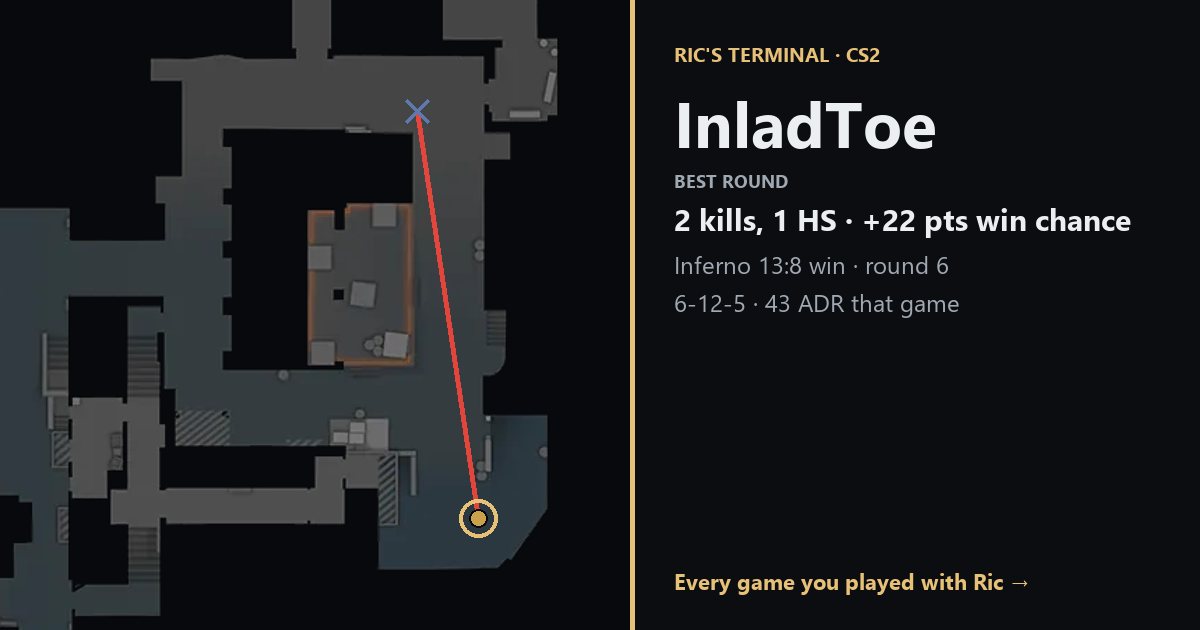 RIC'S TERMINAL · CS2
InladToe
BEST ROUND
2 kills, 1 HS · +22 pts win chance
Inferno 13:8 win · round 6
6-12-5 · 43 ADR that game
Every game you played with Ric →